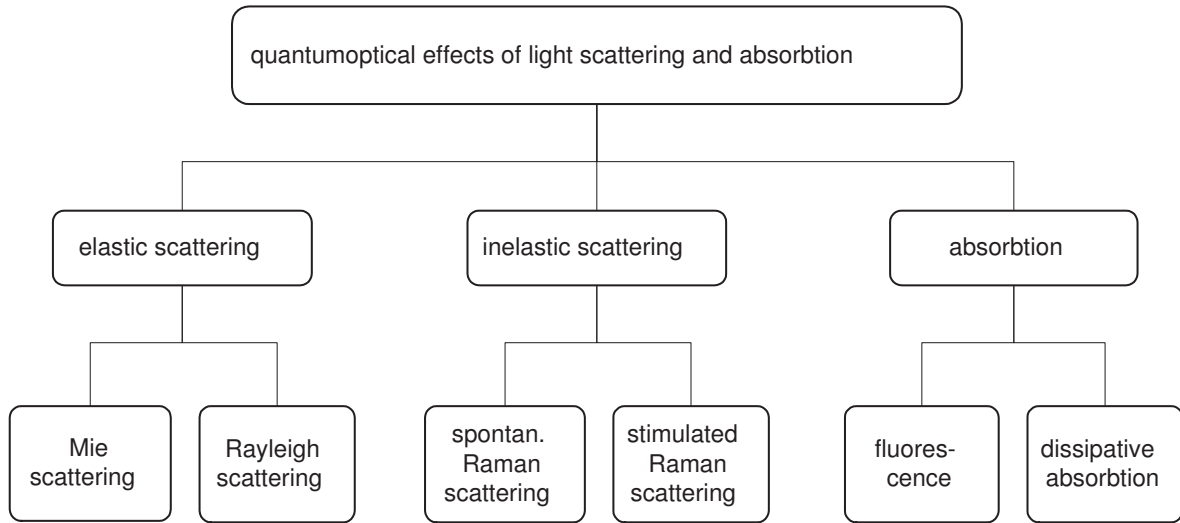 quantumoptical effects of light scattering and absorbtion
elastic scattering
inelastic scattering
absorbtion
Mie
scattering
Rayleigh
scattering
spontan.
Raman
scattering
stimulated
Raman
scattering
fluores-
cence
dissipative
absorbtion